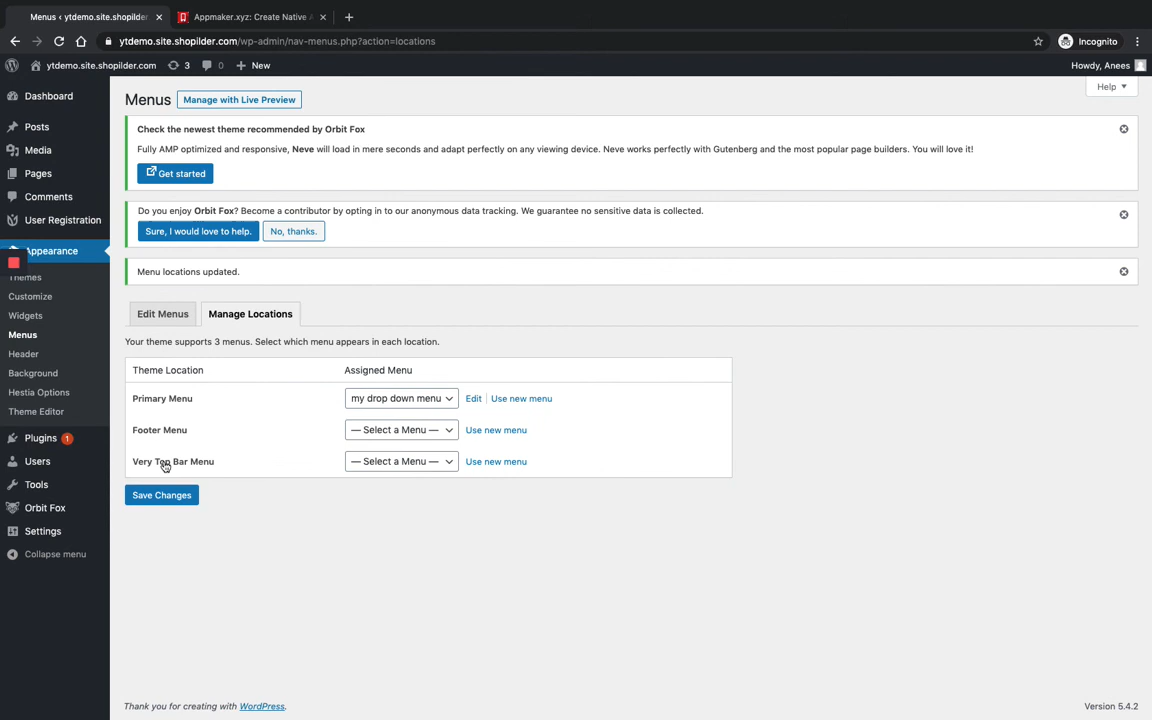 Menus ‹ ytdemo.site.shopilder
Appmaker.xyz: Create Native A
ytdemo.site.shopilder.com/wp-admin/nav-menus.php?action=locations
Incognito
ytdemo.site.shopilder.com 3 0 + New
Howdy, Anees
Dashboard
Posts
Media
Pages
Comments
User Registration
Appearance
Themes
Customize
Widgets
Menus
Header
Background
Hestia Options
Theme Editor
Plugins 1
Users
Tools
Orbit Fox
Settings
Collapse menu
Help
Menus Manage with Live Preview
Check the newest theme recommended by Orbit Fox
Fully AMP optimized and responsive, Neve will load in mere seconds and adapt perfectly on any viewing device. Neve works perfectly with Gutenberg and the most popular page builders. You will love it!
Get started
Do you enjoy Orbit Fox? Become a contributor by opting in to our anonymous data tracking. We guarantee no sensitive data is collected.
Sure, I would love to help. No, thanks.
Menu locations updated.
Edit Menus Manage Locations
Your theme supports 3 menus. Select which menu appears in each location.
Theme Location Assigned Menu
Primary Menu my drop down menu Edit | Use new menu
Footer Menu — Select a Menu — Use new menu
Very Top Bar Menu — Select a Menu — Use new menu
Save Changes
Thank you for creating with WordPress.
Version 5.4.2